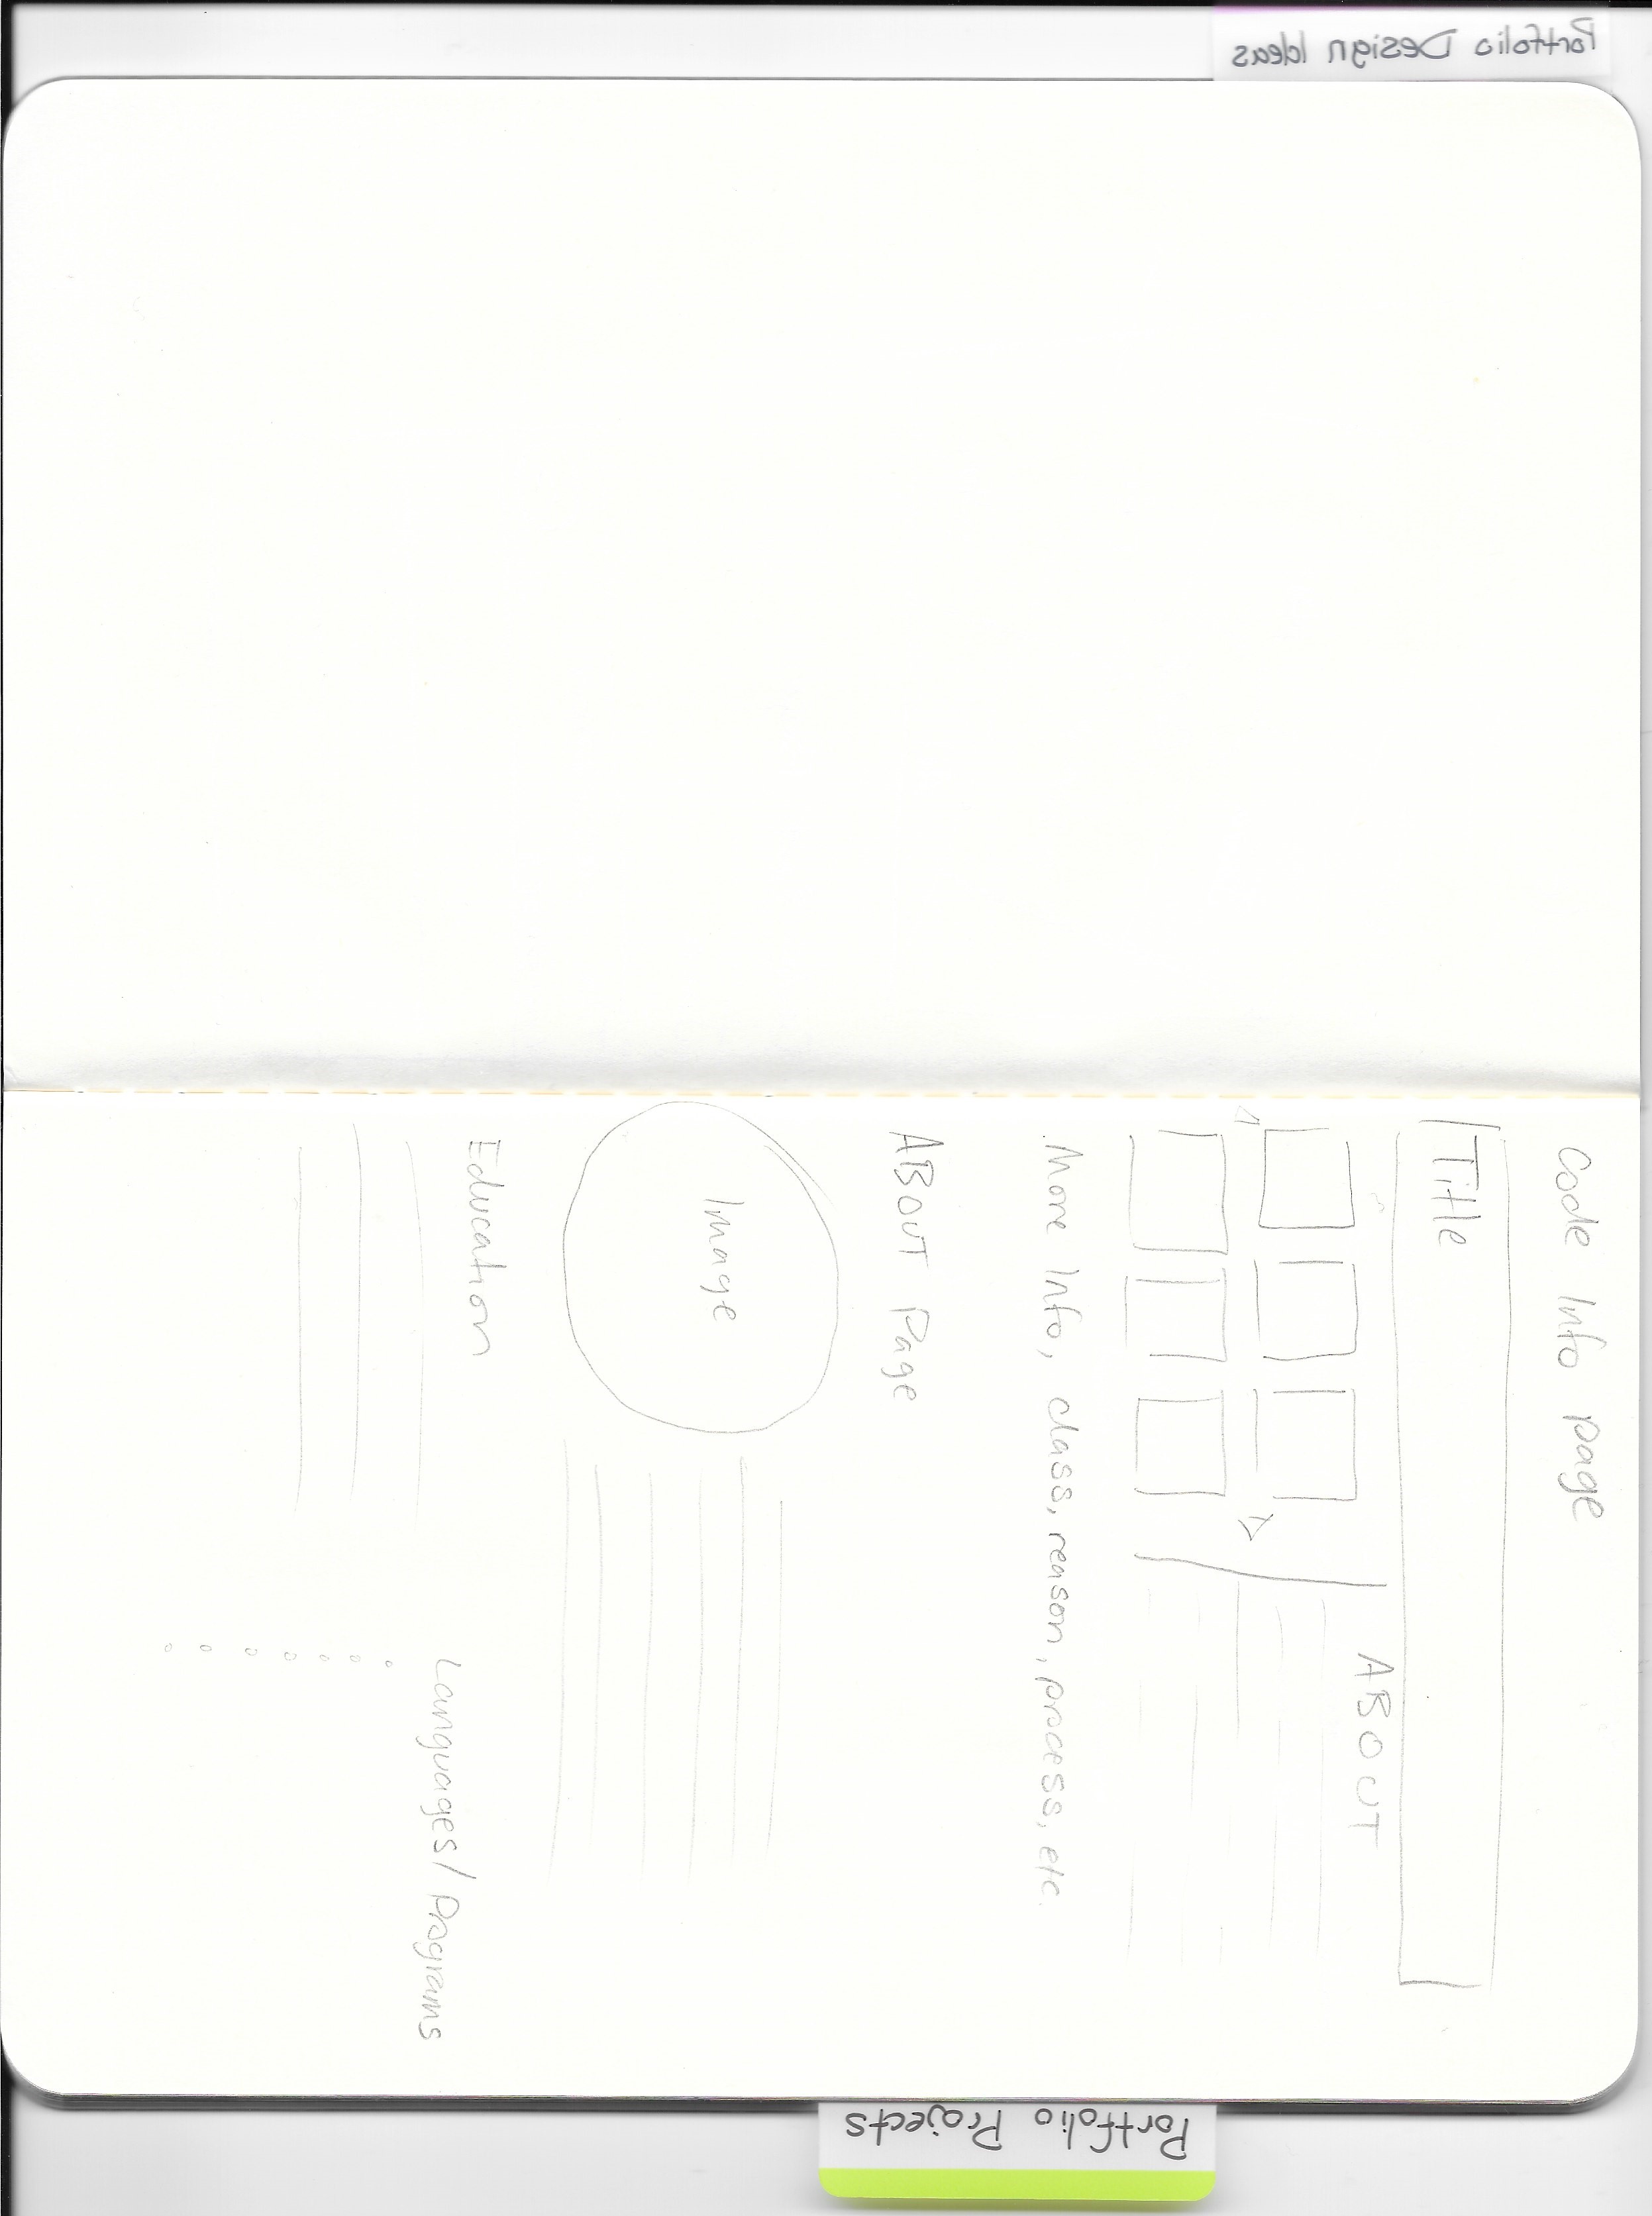 Portfolio Design Ideas
Code Info page
Title
ABOUT
More Info, class, reason, process, etc.
ABOUT Page
Image
Education
Languages/Programs
Portfolio Projects